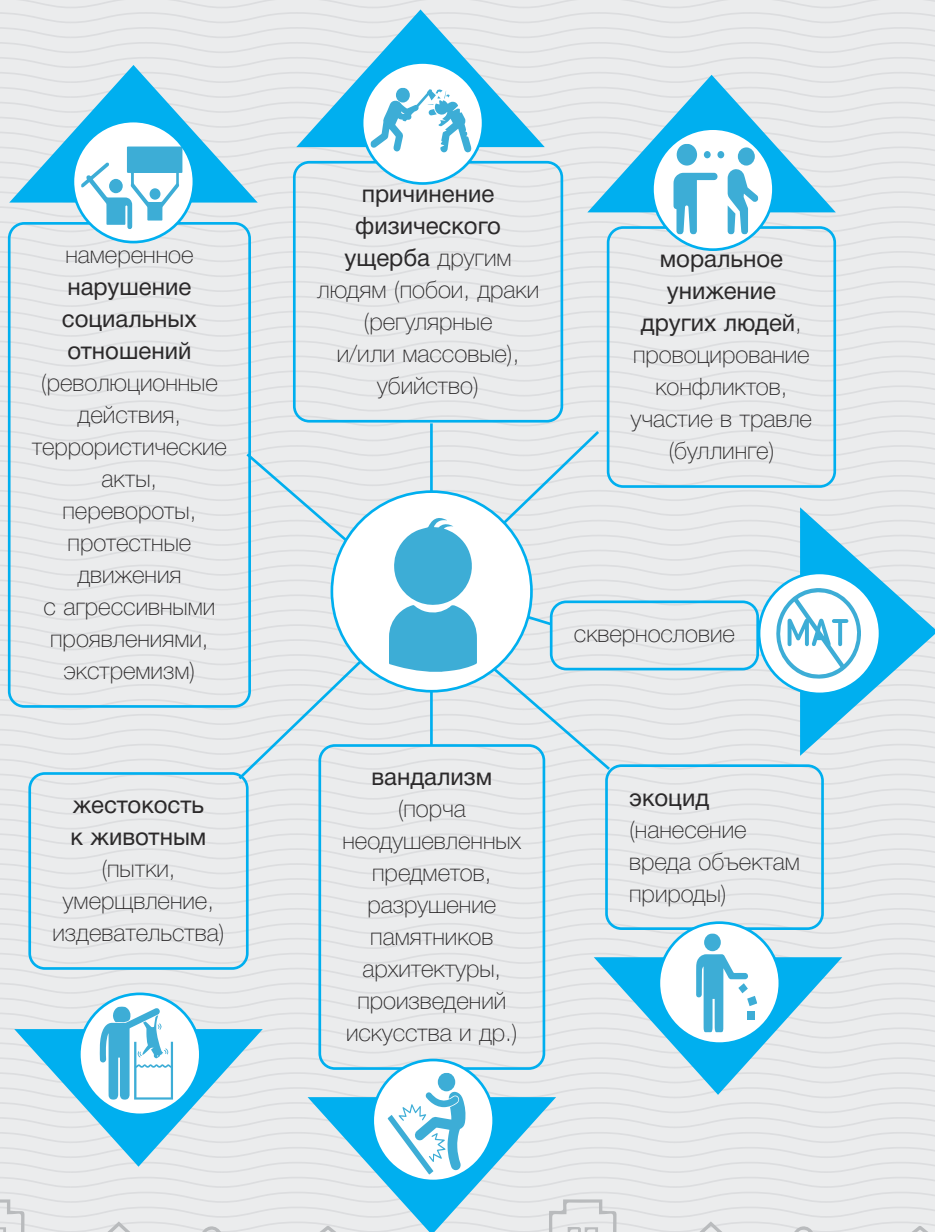 намеренное
нарушение
социальных
отношений
(революционные
действия,
террористические
акты,
перевороты,
протестные
движения
с агрессивными
проявлениями,
экстремизм)
причинение
физического
ущерба другим
людям (побои, драки
(регулярные
и/или массовые),
убийство)
моральное
унижение
других людей,
провоцирование
конфликтов,
участие в травле
(буллинге)
сквернословие
МАТ
жестокость
к животным
(пытки,
умерщвление,
издевательства)
вандализм
(порча
неодушевленных
предметов,
разрушение
памятников
архитектуры,
произведений
искусства и др.)
экоцид
(нанесение
вреда объектам
природы)